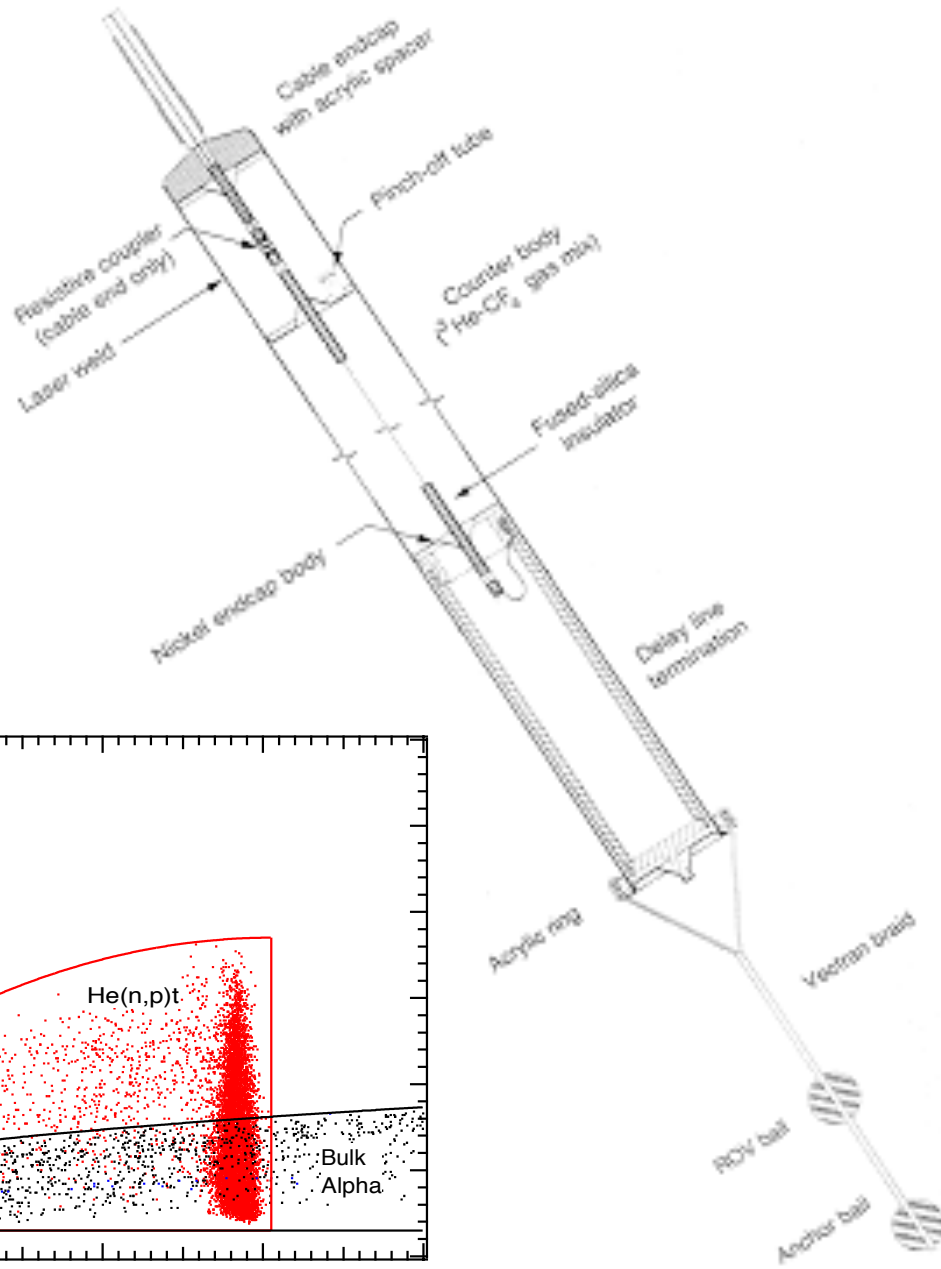 Cable endcap
with acrylic spacer
Pinch-off tube
Resistive coupler
(cable end only)
Counter body
(³He-CF₄ gas mix)
Laser weld
Fused-silica
insulator
Nickel endcap body
Delay line
termination
Acrylic ring
Vectran braid
ROV ball
Anchor ball
He(n,p)t
Bulk
Alpha